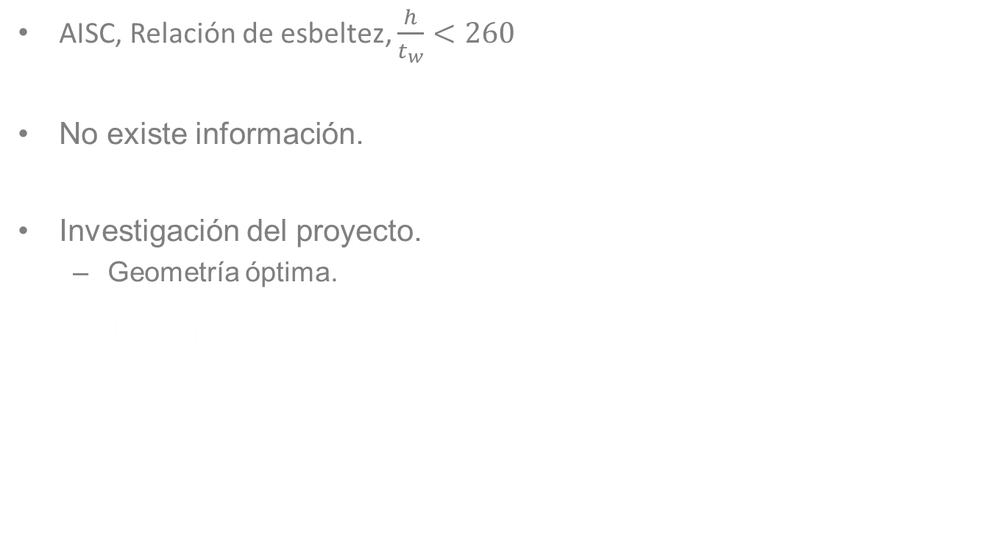 • AISC, Relación de esbeltez, h/t_w < 260
• No existe información.
• Investigación del proyecto.
– Geometría óptima.